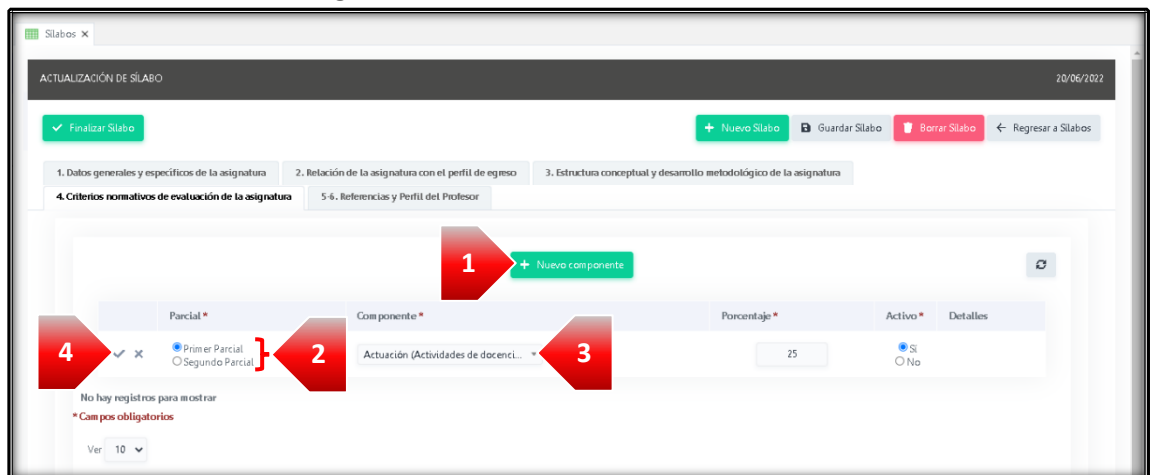 Sílabos ×
ACTUALIZACIÓN DE SÍLABO 20/06/2022
Finalizar Sílabo + Nuevo Sílabo Guardar Sílabo Borrar Sílabo ← Regresar a Sílabos
1. Datos generales y específicos de la asignatura 2. Relación de la asignatura con el perfil de egreso 3. Estructura conceptual y desarrollo metodológico de la asignatura
4. Criterios normativos de evaluación de la asignatura 5-6. Referencias y Perfil del Profesor
1 + Nuevo componente
Parcial * Componente * Porcentaje * Activo * Detalles
4 Primer Parcial 2 Actuación (Actividades de docenci... 3 25 Sí
Segundo Parcial No
No hay registros para mostrar
* Campos obligatorios
Ver 10